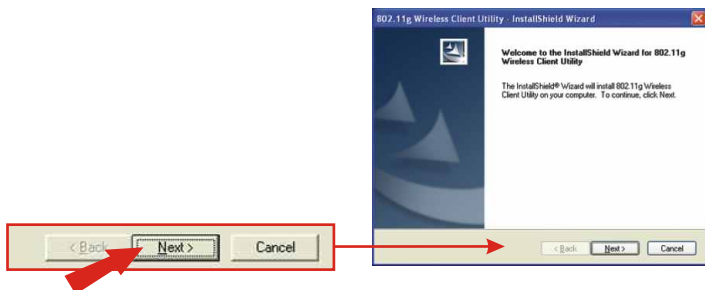 802.11g Wireless Client Utility - InstallShield Wizard
Welcome to the InstallShield Wizard for 802.11g
Wireless Client Utility
The InstallShield® Wizard will install 802.11g Wireless
Client Utility on your computer. To continue, click Next.
< Back Next > Cancel
< Back Next > Cancel